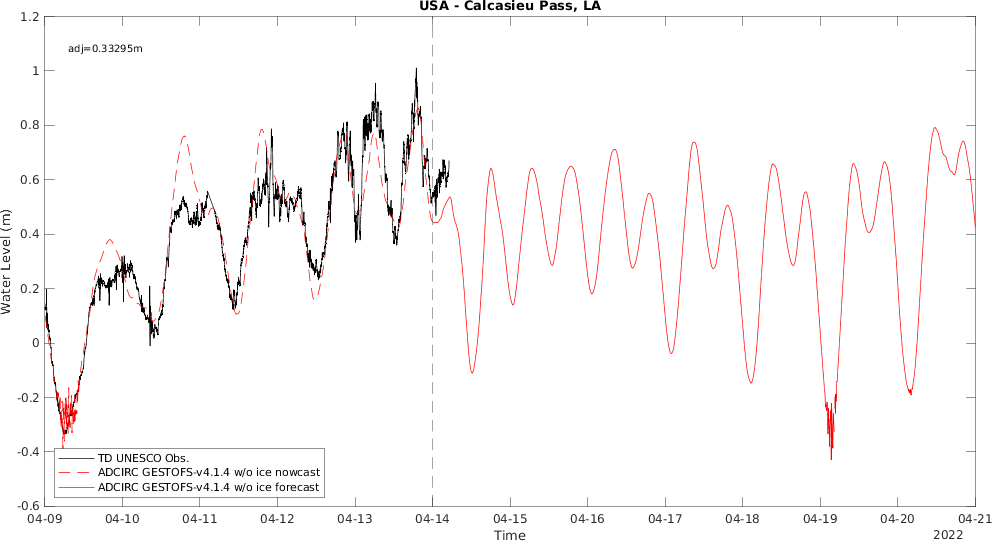 USA - Calcasieu Pass, LA
adj=0.33295m
Water Level (m)
1.2
1
0.8
0.6
0.4
0.2
0
-0.2
-0.4
-0.6
TD UNESCO Obs.
ADCIRC GESTOFS-v4.1.4 w/o ice nowcast
ADCIRC GESTOFS-v4.1.4 w/o ice forecast
04-09 04-10 04-11 04-12 04-13 04-14 04-15 04-16 04-17 04-18 04-19 04-20 04-21
Time
2022